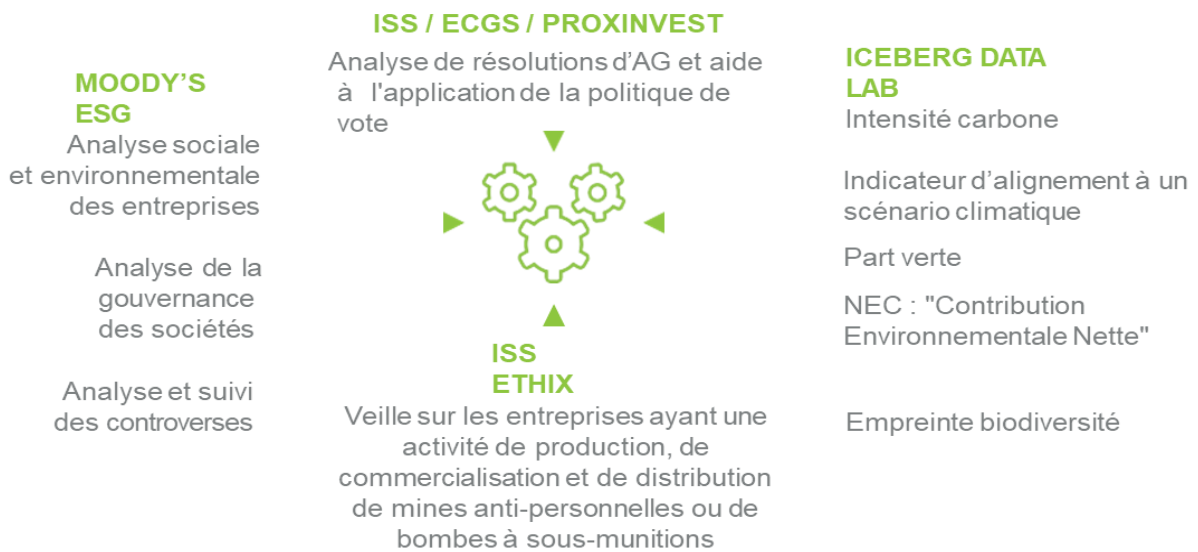 ISS / ECGS / PROXINVEST
Analyse de résolutions d'AG et aide
à l'application de la politique de
vote
MOODY'S
ESG
Analyse sociale
et environnementale
des entreprises
Analyse de la
gouvernance
des sociétés
Analyse et suivi
des controverses
ICEBERG DATA
LAB
Intensité carbone
Indicateur d'alignement à un
scénario climatique
Part verte
NEC : "Contribution
Environnementale Nette"
Empreinte biodiversité
ISS
ETHIX
Veille sur les entreprises ayant une
activité de production, de
commercialisation et de distribution
de mines anti-personnelles ou de
bombes à sous-munitions